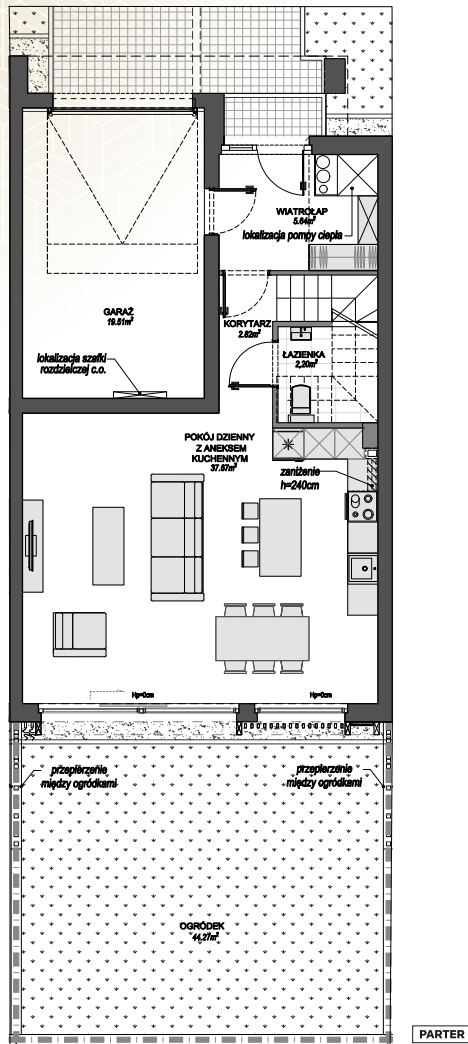 WIATROŁAP
5.64m²
lokalizacja pompy ciepła
GARAŻ
19.51m²
KORYTARZ
2.82m²
ŁAZIENKA
2,20m²
lokalizacja szafki
rozdzielczej c.o.
POKÓJ DZIENNY
Z ANEKSEM
KUCHENNYM
37.67m²
zaniżenie
h=240cm
Hp=0cm
Hp=0cm
przepierzenie
między ogródkami
przepierzenie
między ogródkami
OGRÓDEK
44.27m²
PARTER